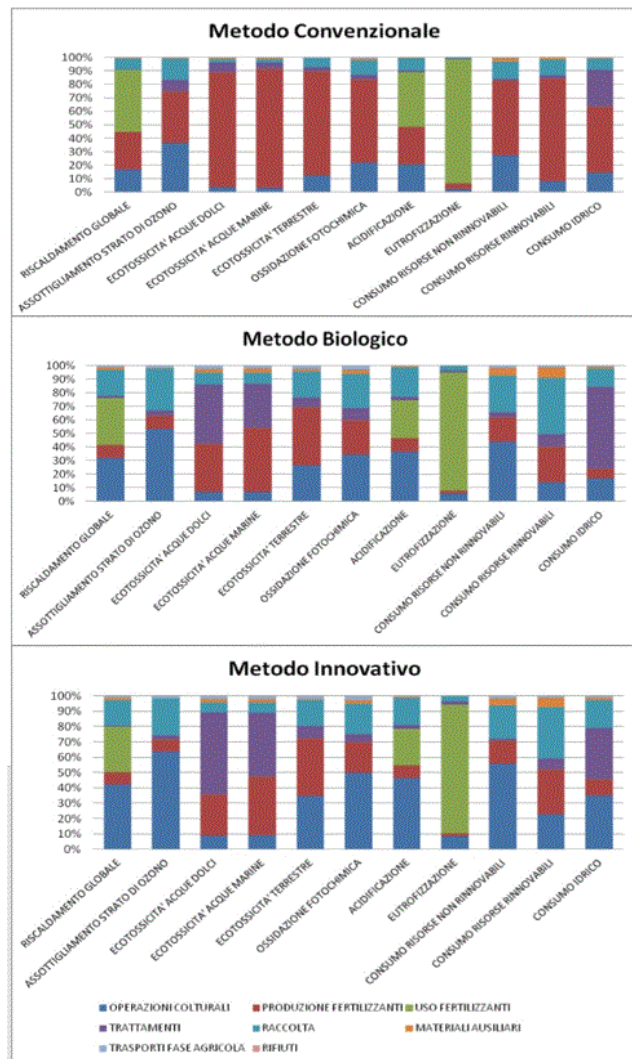 Metodo Convenzionale
100%
90%
80%
70%
60%
50%
40%
30%
20%
10%
0%
RISCALDAMENTO GLOBALE
ASSOTTIGLIAMENTO STRATO DI OZONO
ECOTOSSICITA' ACQUE DOLCI
ECOTOSSICITA' ACQUE MARINE
ECOTOSSICITA' TERRESTRE
OSSIDAZIONE FOTOCHIMICA
ACIDIFICAZIONE
EUTROFIZZAZIONE
CONSUMO RISORSE NON RINNOVABILI
CONSUMO RISORSE RINNOVABILI
CONSUMO IDRICO
Metodo Biologico
100%
90%
80%
70%
60%
50%
40%
30%
20%
10%
0%
RISCALDAMENTO GLOBALE
ASSOTTIGLIAMENTO STRATO DI OZONO
ECOTOSSICITA' ACQUE DOLCI
ECOTOSSICITA' ACQUE MARINE
ECOTOSSICITA' TERRESTRE
OSSIDAZIONE FOTOCHIMICA
ACIDIFICAZIONE
EUTROFIZZAZIONE
CONSUMO RISORSE NON RINNOVABILI
CONSUMO RISORSE RINNOVABILI
CONSUMO IDRICO
Metodo Innovativo
100%
90%
80%
70%
60%
50%
40%
30%
20%
10%
0%
RISCALDAMENTO GLOBALE
ASSOTTIGLIAMENTO STRATO DI OZONO
ECOTOSSICITA' ACQUE DOLCI
ECOTOSSICITA' ACQUE MARINE
ECOTOSSICITA' TERRESTRE
OSSIDAZIONE FOTOCHIMICA
ACIDIFICAZIONE
EUTROFIZZAZIONE
CONSUMO RISORSE NON RINNOVABILI
CONSUMO RISORSE RINNOVABILI
CONSUMO IDRICO
OPERAZIONI COLTURALI PRODUZIONE FERTILIZZANTI USO FERTILIZZANTI
TRATTAMENTI RACCOLTA MATERIALI AUSILIARI
TRASPORTI FASE AGRICOLA RIFIUTI